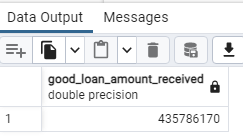 Data Output Messages
good_loan_amount_received
double precision
1 435786170